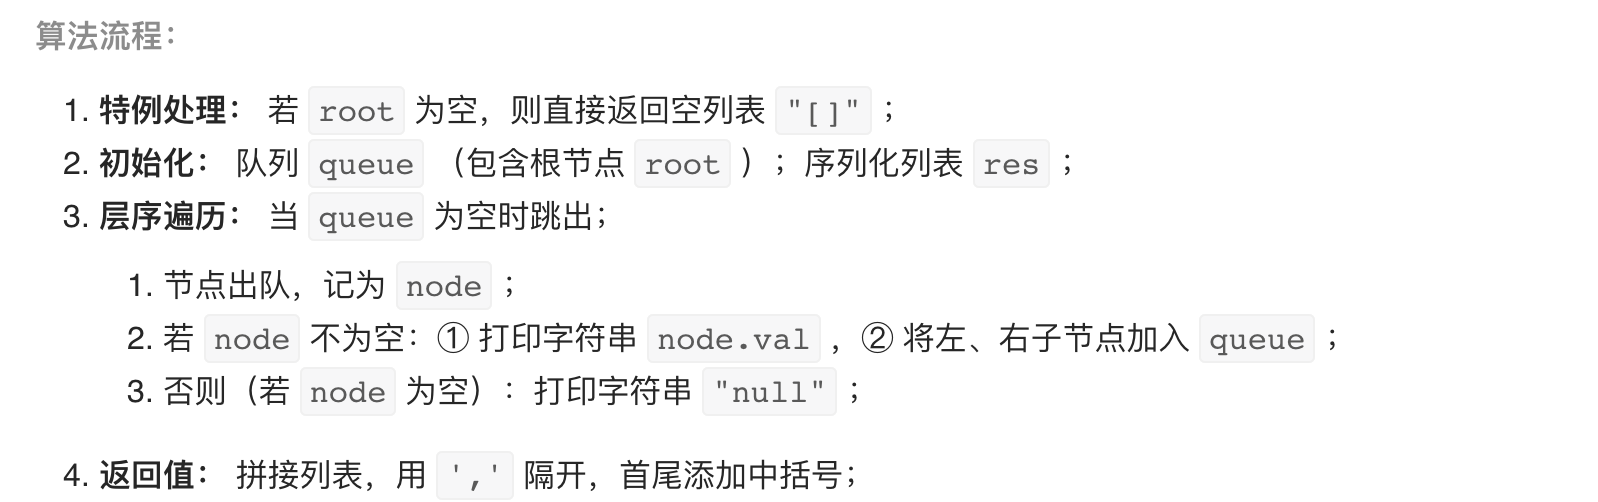 算法流程：
1. 特例处理： 若 root 为空，则直接返回空列表 "[]" ；
2. 初始化： 队列 queue （包含根节点 root ）；序列化列表 res ；
3. 层序遍历： 当 queue 为空时跳出；
1. 节点出队，记为 node ；
2. 若 node 不为空：① 打印字符串 node.val ，② 将左、右子节点加入 queue ；
3. 否则（若 node 为空）：打印字符串 "null" ；
4. 返回值： 拼接列表，用 ',' 隔开，首尾添加中括号；